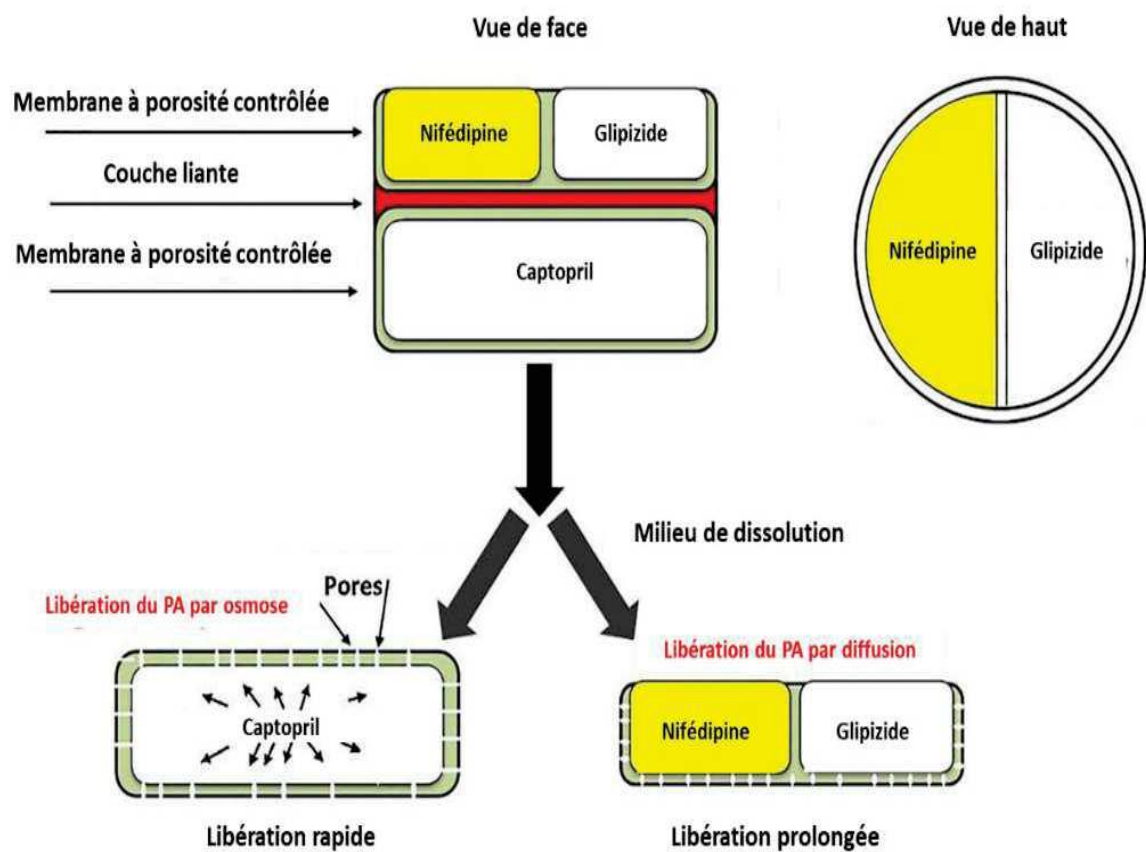 Vue de face
Vue de haut
Membrane à porosité contrôlée
Nifédipine
Glipizide
Couche liante
Membrane à porosité contrôlée
Captopril
Nifédipine
Glipizide
Milieu de dissolution
Pores
Libération du PA par osmose
Libération du PA par diffusion
Captopril
Nifédipine
Glipizide
Libération rapide
Libération prolongée